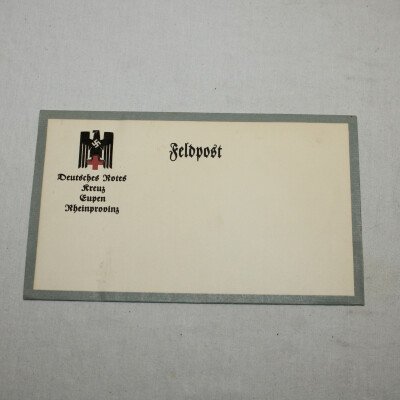 Feldpost
Deutsches Rotes
Kreuz
Eupen
Rheinprovinz